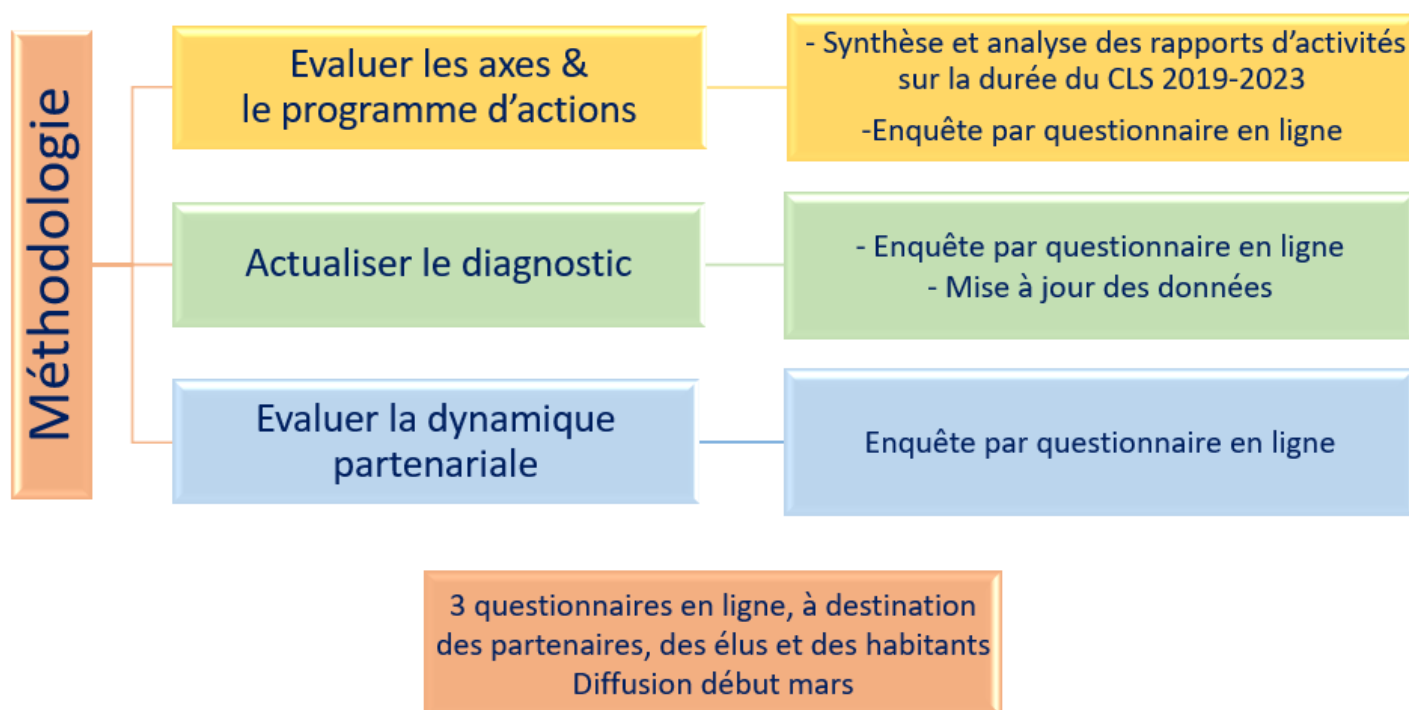 Méthodologie
Evaluer les axes &
le programme d'actions
- Synthèse et analyse des rapports d'activités
sur la durée du CLS 2019-2023
-Enquête par questionnaire en ligne
Actualiser le diagnostic
- Enquête par questionnaire en ligne
- Mise à jour des données
Evaluer la dynamique
partenariale
Enquête par questionnaire en ligne
3 questionnaires en ligne, à destination
des partenaires, des élus et des habitants
Diffusion début mars